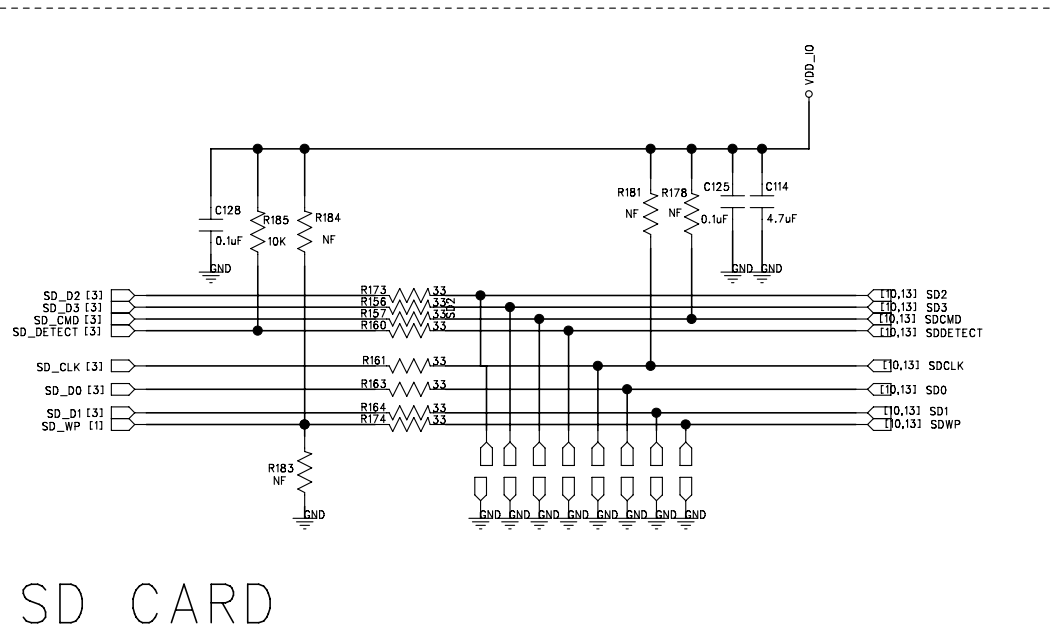 VDD_IO
C128
0.1uF
GND
R185
10K
R184
NF
R181
NF
R178
NF
C125
0.1uF
C114
4.7uF
GND GND
SD_D2 [3] R173 33 [10,13] SD2
SD_D3 [3] R156 33 [10,13] SD3
SD2
SD_CMD [3] R157 33 [10,13] SDCMD
SD_DETECT [3] R160 33 [10,13] SDDETECT
SD_CLK [3] R161 33 [10,13] SDCLK
SD_D0 [3] R163 33 [10,13] SD0
SD_D1 [3] R164 33 [10,13] SD1
SD_WP [1] R174 33 [10,13] SDWP
R183
NF
GND GND GND GND GND GND GND GND GND
SD CARD